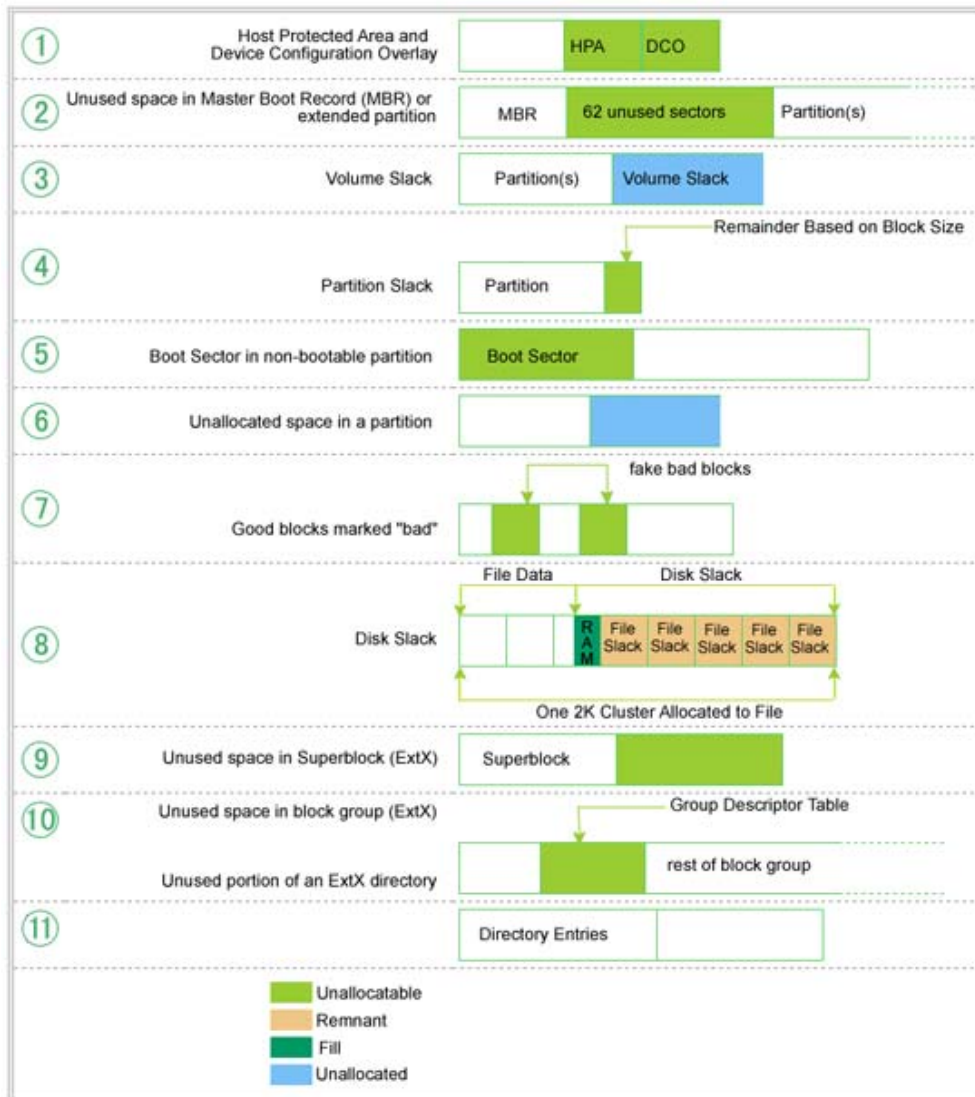 1
Host Protected Area and
Device Configuration Overlay
HPA
DCO
2
Unused space in Master Boot Record (MBR) or
extended partition
MBR
62 unused sectors
Partition(s)
3
Volume Slack
Partition(s)
Volume Slack
4
Remainder Based on Block Size
Partition Slack
Partition
5
Boot Sector in non-bootable partition
Boot Sector
6
Unallocated space in a partition
7
fake bad blocks
Good blocks marked "bad"
8
File Data
Disk Slack
Disk Slack
RAM
File
Slack
File
Slack
File
Slack
File
Slack
File
Slack
One 2K Cluster Allocated to File
9
Unused space in Superblock (ExtX)
Superblock
10
Unused space in block group (ExtX)
Group Descriptor Table
rest of block group
Unused portion of an ExtX directory
11
Directory Entries
Unallocatable
Remnant
Fill
Unallocated